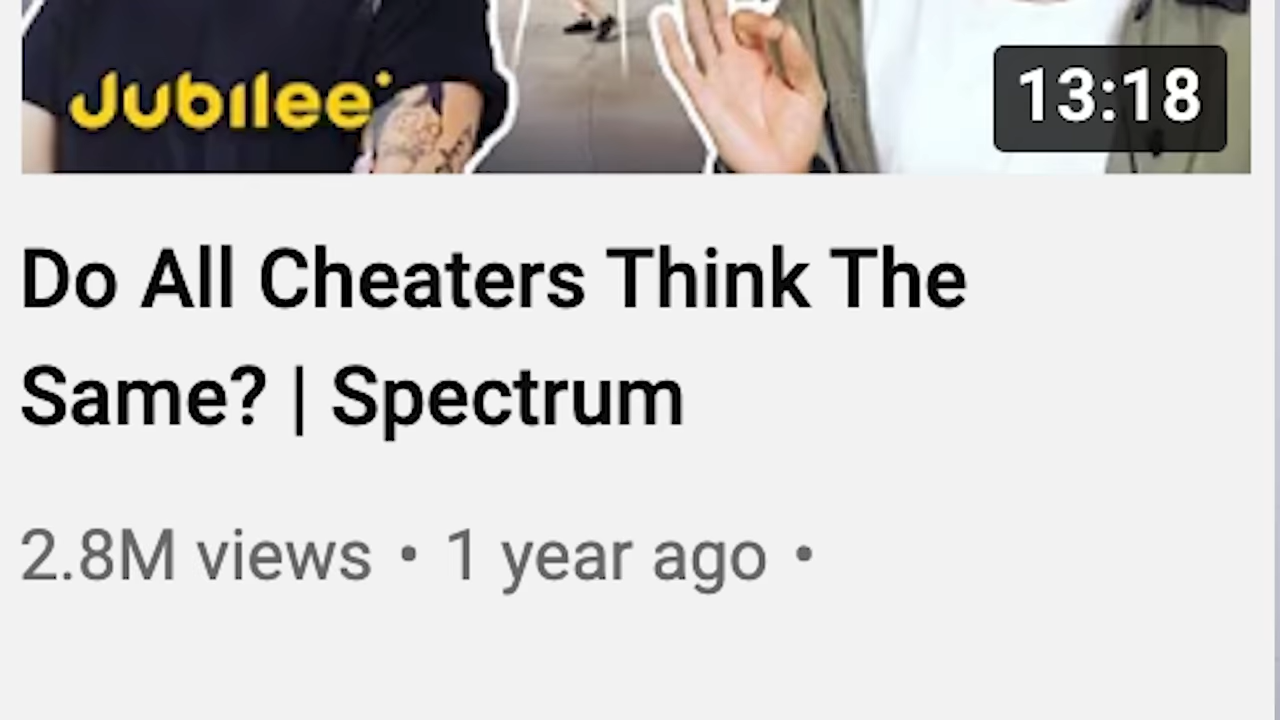 Jubilee
13:18
Do All Cheaters Think The
Same? | Spectrum
2.8M views • 1 year ago •